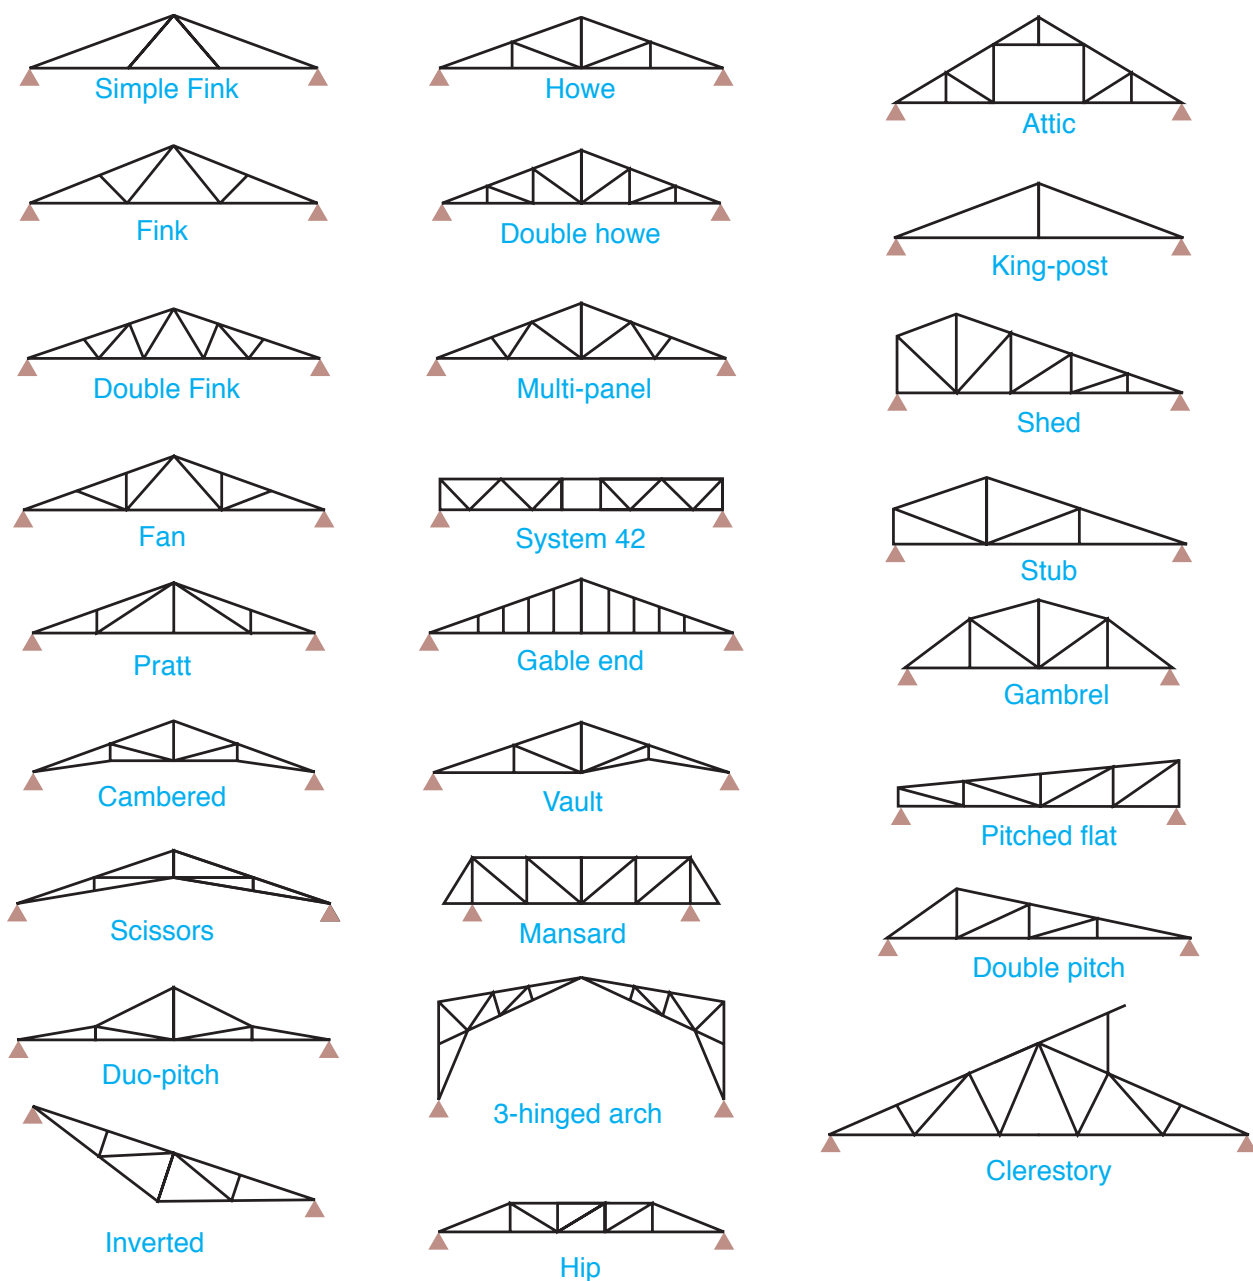 Simple Fink
Fink
Double Fink
Fan
Pratt
Cambered
Scissors
Duo-pitch
Inverted
Howe
Double howe
Multi-panel
System 42
Gable end
Vault
Mansard
3-hinged arch
Hip
Attic
King-post
Shed
Stub
Gambrel
Pitched flat
Double pitch
Clerestory